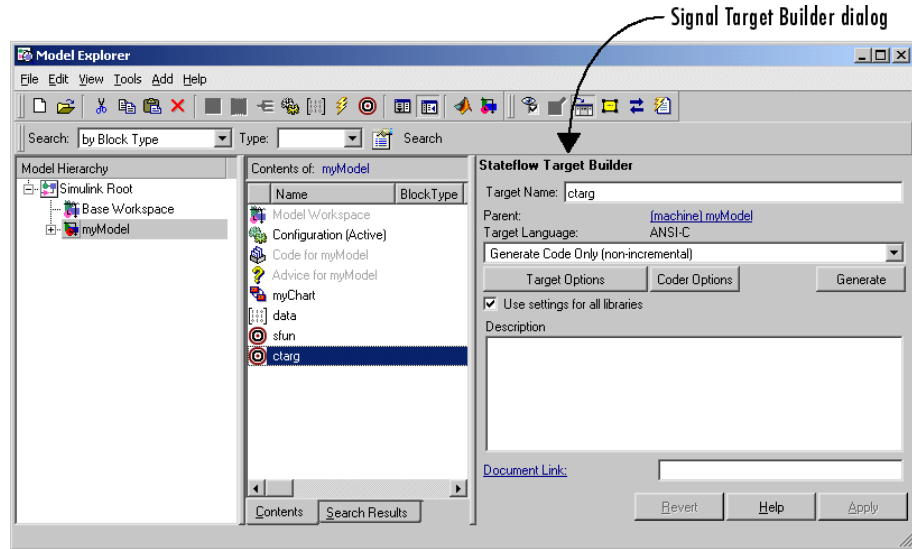 Signal Target Builder dialog
Model Explorer
File Edit View Tools Add Help
Search: by Block Type Type: Search
Model Hierarchy
Simulink Root
Base Workspace
myModel
Contents of: myModel
Name BlockType
Model Workspace
Configuration (Active)
Code for myModel
Advice for myModel
myChart
data
sfun
ctarg
Contents Search Results
Stateflow Target Builder
Target Name: ctarg
Parent: (machine) myModel
Target Language: ANSI-C
Generate Code Only (non-incremental)
Target Options Coder Options Generate
Use settings for all libraries
Description
Document Link:
Revert Help Apply